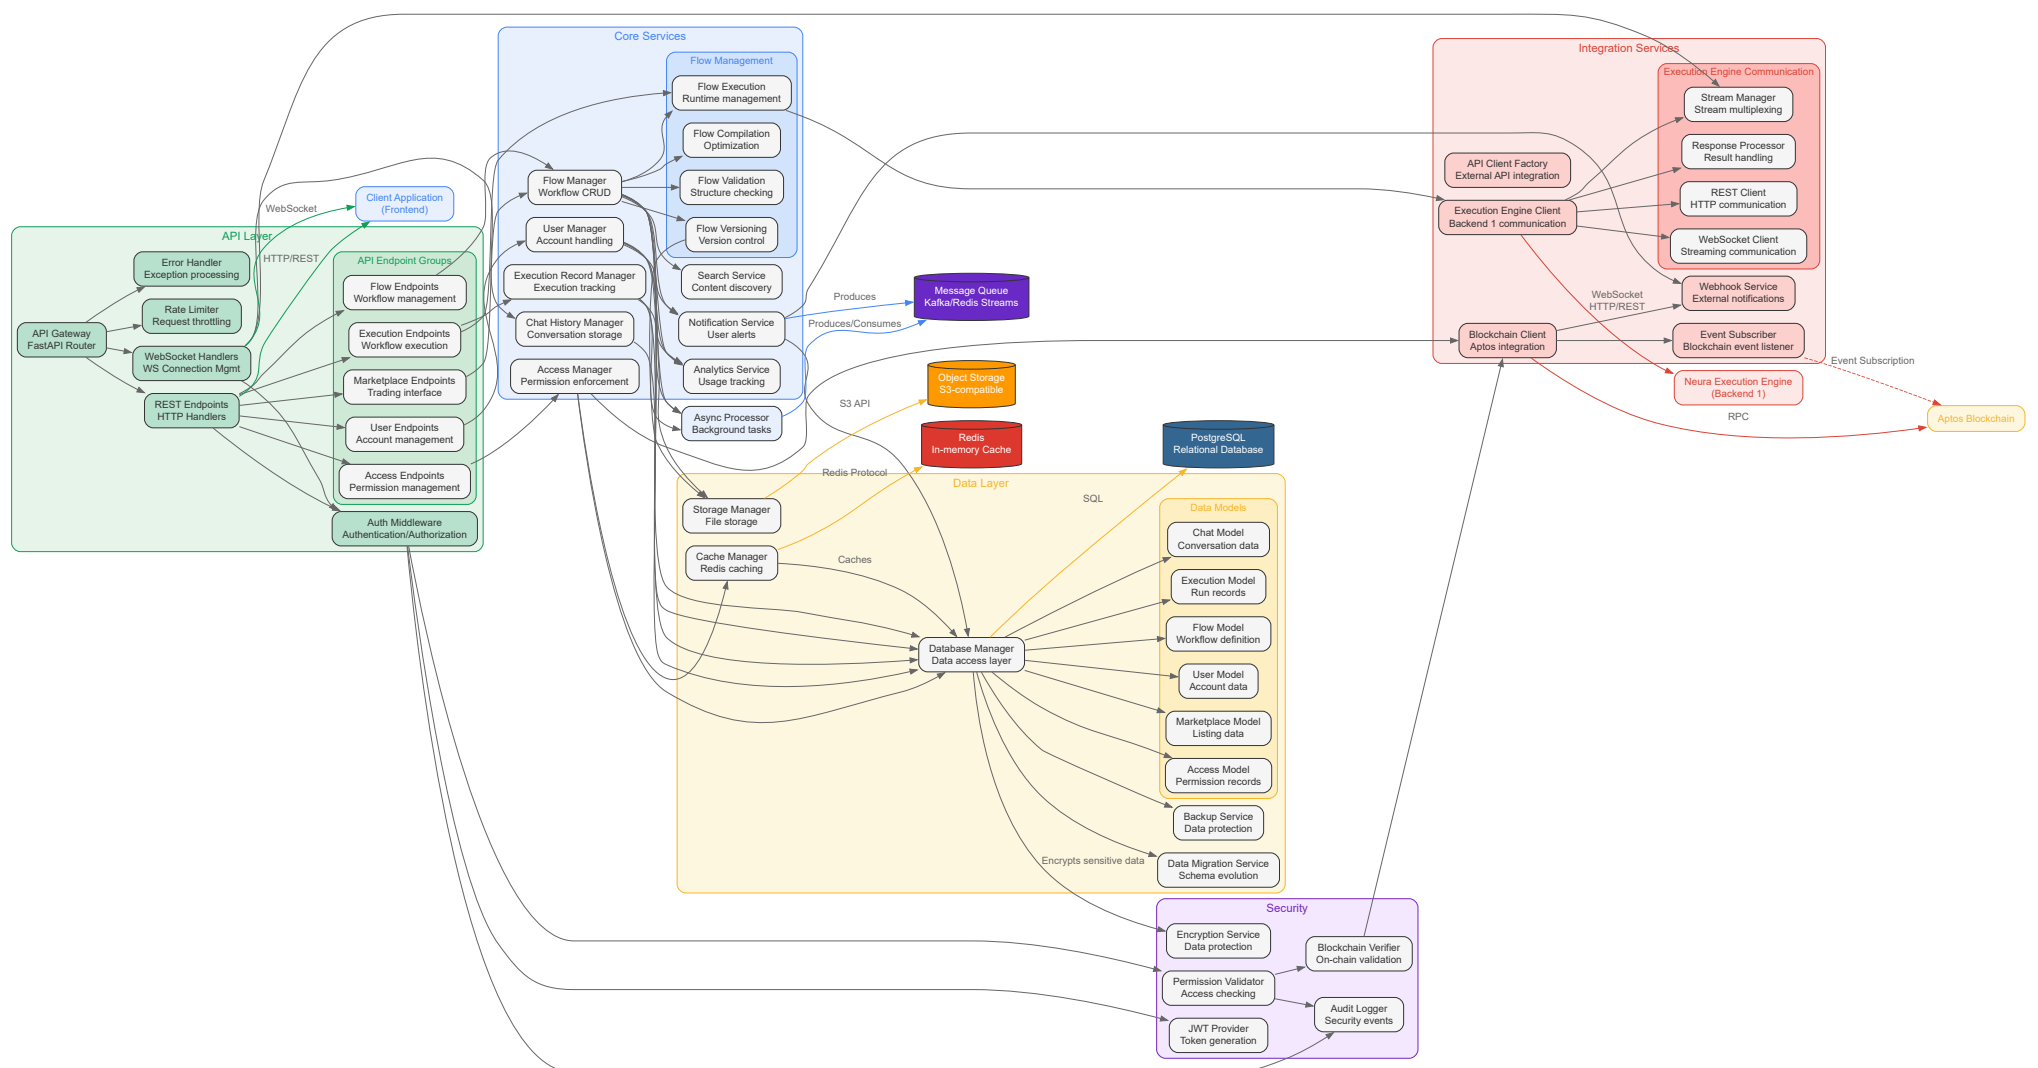 API Layer
API Gateway
FastAPI Router
Error Handler
Exception processing
Rate Limiter
Request throttling
WebSocket Handlers
WS Connection Mgmt
REST Endpoints
HTTP Handlers
API Endpoint Groups
Flow Endpoints
Workflow management
Execution Endpoints
Workflow execution
Marketplace Endpoints
Trading interface
User Endpoints
Account management
Access Endpoints
Permission management
Auth Middleware
Authentication/Authorization
WebSocket
HTTP/REST
Client Application
(Frontend)
Core Services
Flow Manager
Workflow CRUD
User Manager
Account handling
Execution Record Manager
Execution tracking
Chat History Manager
Conversation storage
Access Manager
Permission enforcement
Flow Management
Flow Execution
Runtime management
Flow Compilation
Optimization
Flow Validation
Structure checking
Flow Versioning
Version control
Search Service
Content discovery
Notification Service
User alerts
Analytics Service
Usage tracking
Async Processor
Background tasks
Produces
Produces/Consumes
S3 API
Redis Protocol
Message Queue
Kafka/Redis Streams
Object Storage
S3-compatible
Redis
In-memory Cache
PostgreSQL
Relational Database
Data Layer
Storage Manager
File storage
Cache Manager
Redis caching
Caches
SQL
Database Manager
Data access layer
Data Models
Chat Model
Conversation data
Execution Model
Run records
Flow Model
Workflow definition
User Model
Account data
Marketplace Model
Listing data
Access Model
Permission records
Backup Service
Data protection
Data Migration Service
Schema evolution
Encrypts sensitive data
Security
Encryption Service
Data protection
Permission Validator
Access checking
JWT Provider
Token generation
Blockchain Verifier
On-chain validation
Audit Logger
Security events
Integration Services
API Client Factory
External API integration
Execution Engine Client
Backend 1 communication
Blockchain Client
Aptos integration
Execution Engine Communication
Stream Manager
Stream multiplexing
Response Processor
Result handling
REST Client
HTTP communication
WebSocket Client
Streaming communication
Webhook Service
External notifications
Event Subscriber
Blockchain event listener
WebSocket
HTTP/REST
Neura Execution Engine
(Backend 1)
RPC
Event Subscription
Aptos Blockchain